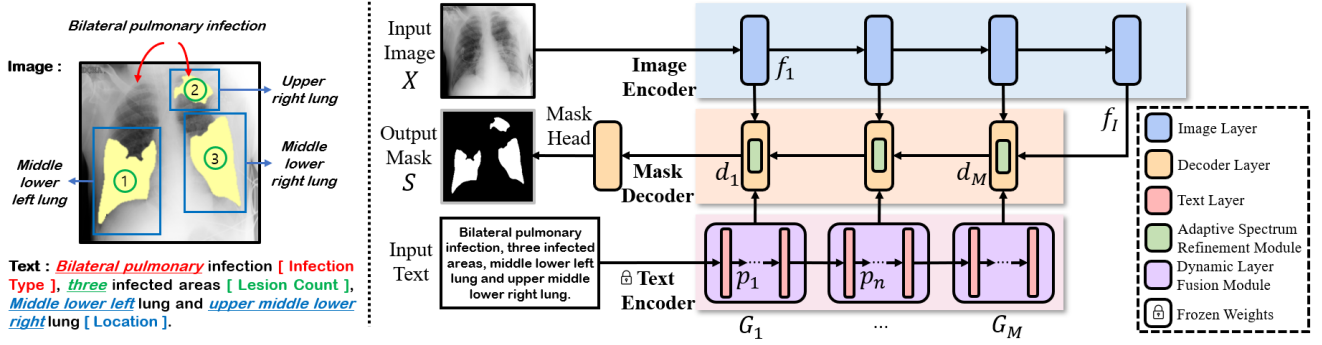 Bilateral pulmonary infection
Image :
Upper
right lung
2
1
3
Middle
lower
left lung
Middle
lower
right lung
Text : Bilateral pulmonary infection [ Infection
Type ], three infected areas [ Lesion Count ],
Middle lower left lung and upper middle lower
right lung [ Location ].
Input
Image
X
Image
Encoder
f1
fI
Output
Mask
S
Mask
Head
Mask
Decoder
d1
dM
Input
Text
Bilateral pulmonary
infection, three infected
areas, middle lower left
lung and upper middle
lower right lung.
Text
Encoder
p1
pn
G1
...
GM
Image Layer
Decoder Layer
Text Layer
Adaptive Spectrum
Refinement Module
Dynamic Layer
Fusion Module
Frozen Weights